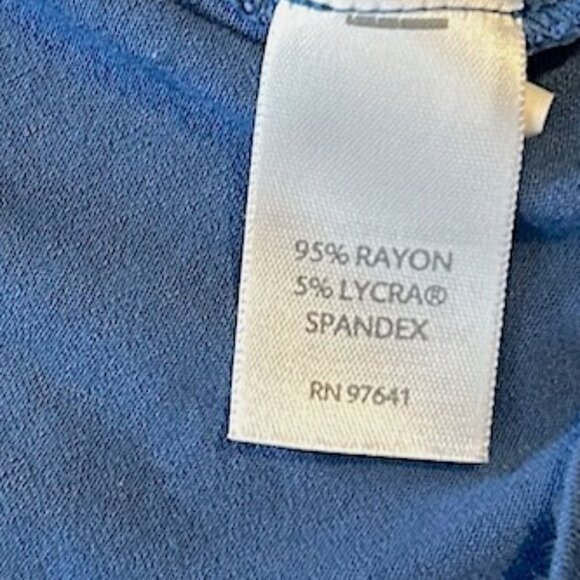 95% RAYON
5% LYCRA®
SPANDEX
RN 97641